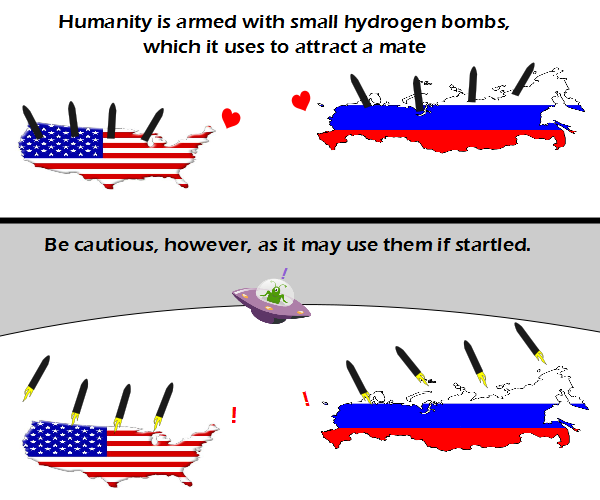 Humanity is armed with small hydrogen bombs,
which it uses to attract a mate
Be cautious, however, as it may use them if startled.
!
! !